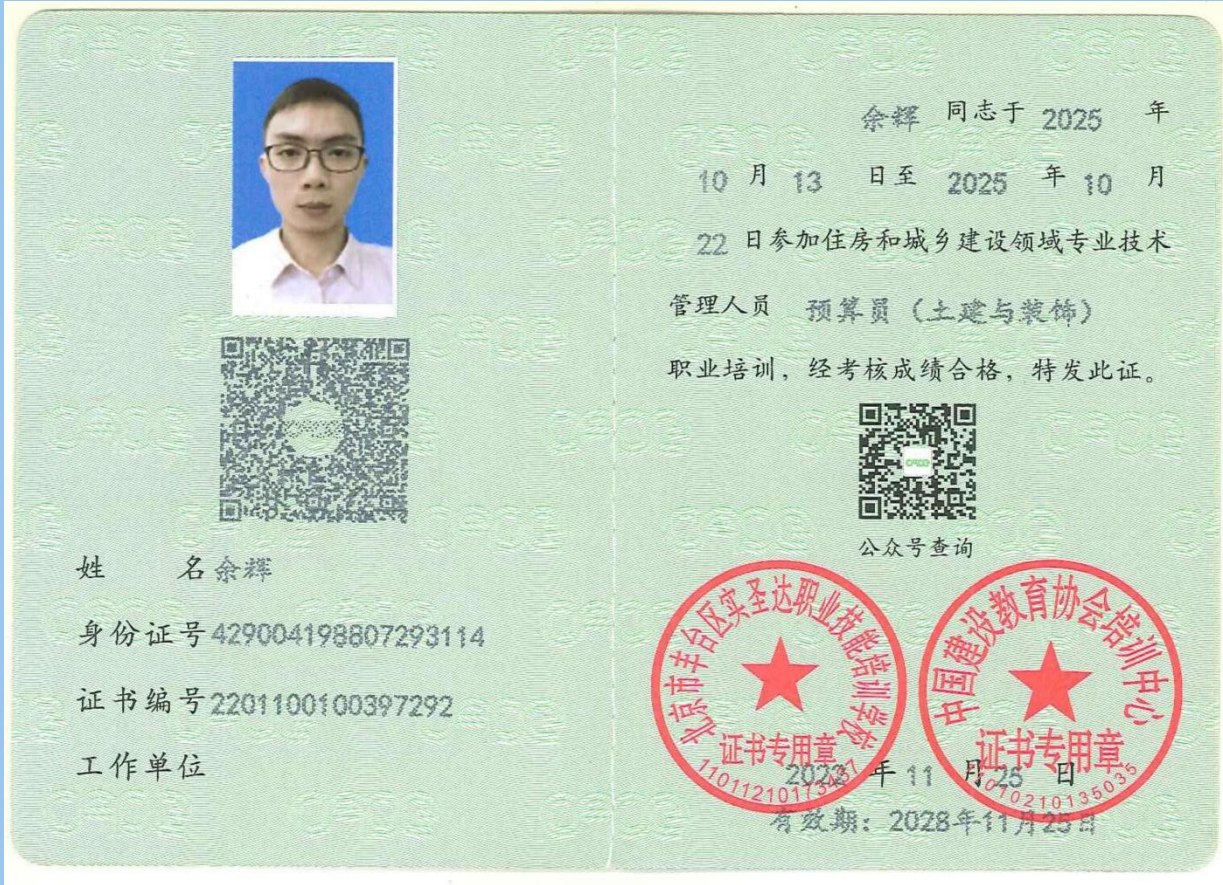 姓 名 余辉
身份证号 429004198807293114
证书编号 2201100100397292
工作单位
余辉 同志于 2025 年
10 月 13 日至 2025 年 10 月
22 日参加住房和城乡建设领域专业技术
管理人员 预算员（土建与装饰）
职业培训，经考核成绩合格，特发此证。
公众号查询
北京市丰台区实圣达职业技能培训学校
证书专用章
中国建设教育协会培训中心
证书专用章
11010210135035
年 11 月 25 日
有效期：2028年11月25日